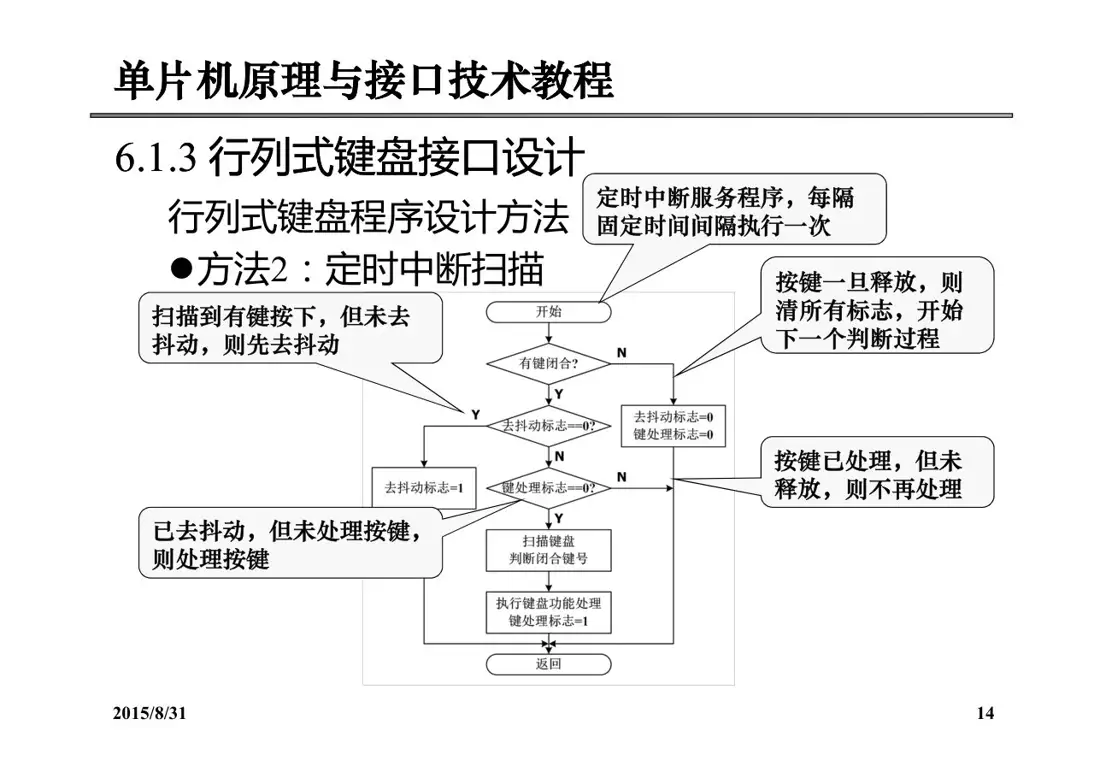 单片机原理与接口技术教程
6.1.3 行列式键盘接口设计
行列式键盘程序设计方法
●方法2：定时中断扫描
定时中断服务程序，每隔
固定时间间隔执行一次
按键一旦释放，则
清所有标志，开始
下一个判断过程
扫描到有键按下，但未去
抖动，则先去抖动
开始
有键闭合?
N
Y
去抖动标志==0?
Y
去抖动标志=0
键处理标志=0
N
去抖动标志=1
键处理标志==0?
N
按键已处理，但未
释放，则不再处理
Y
已去抖动，但未处理按键，
则处理按键
扫描键盘
判断闭合键号
执行键盘功能处理
键处理标志=1
返回
2015/8/31
14